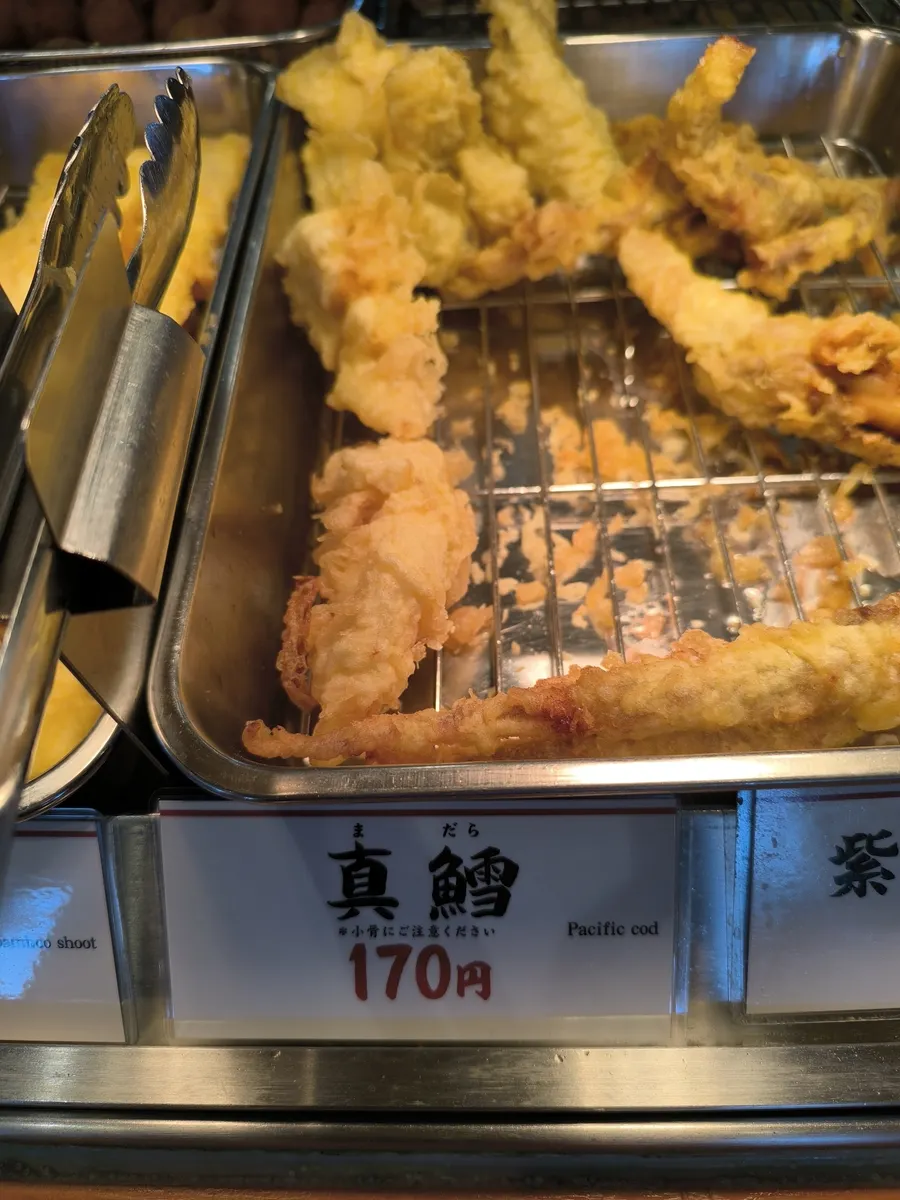 ま だら
真鱈
※小骨にご注意ください
170円
Pacific cod
shoot
紫